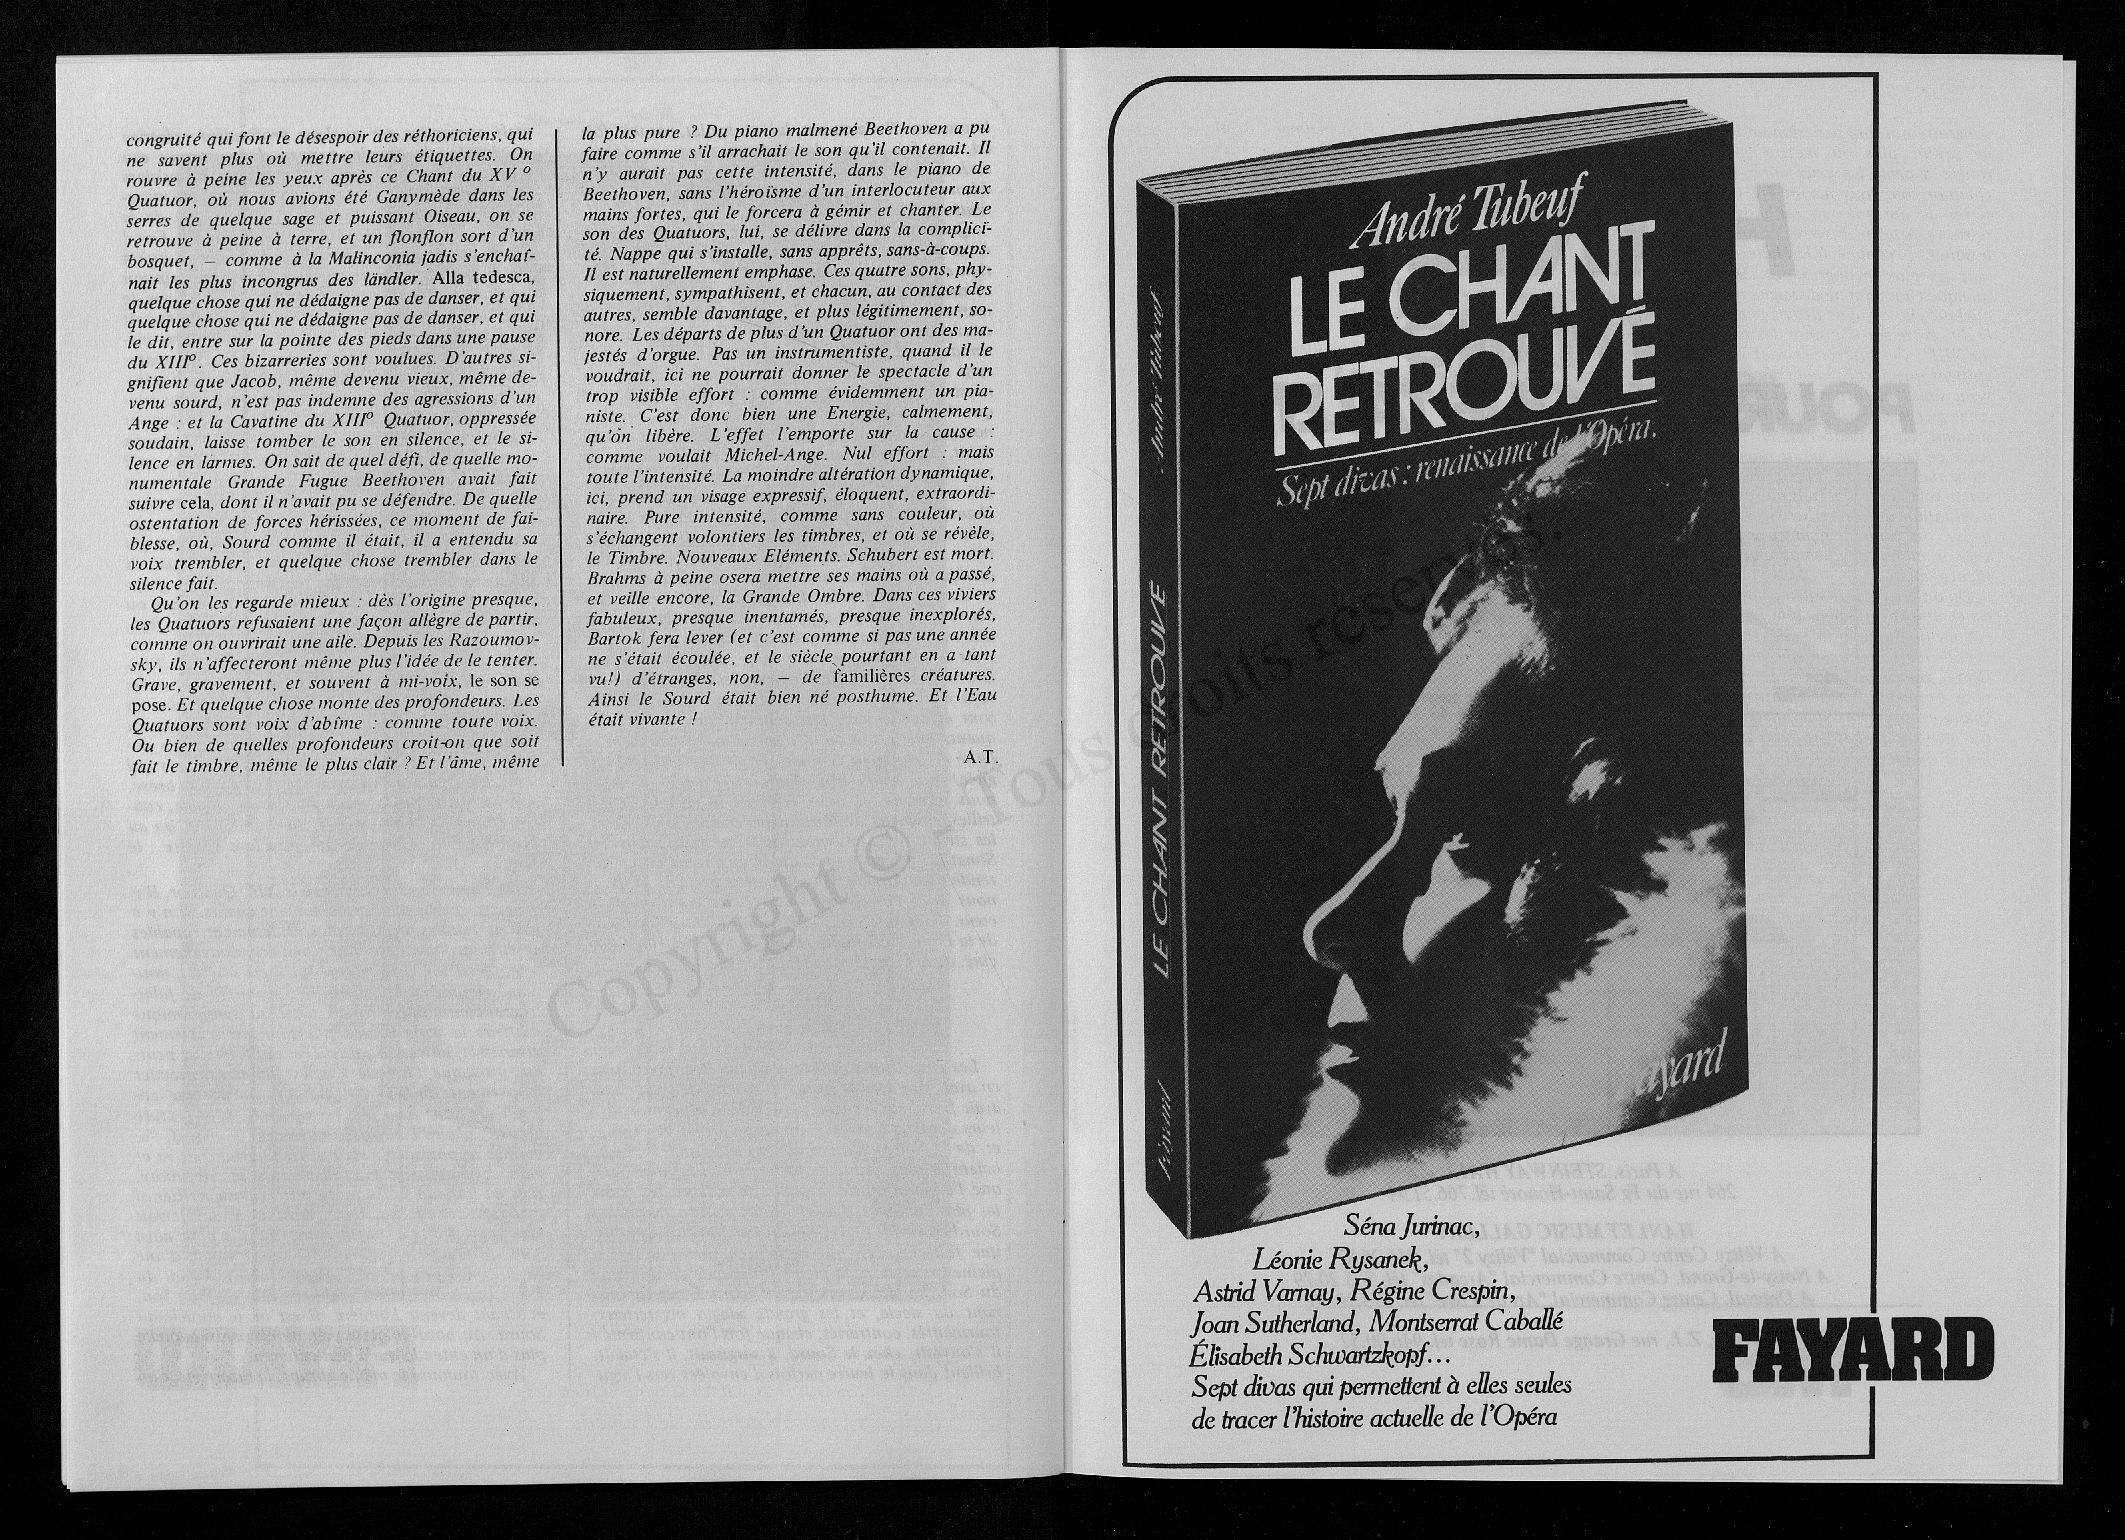 congruité qui font le désespoir des réthoriciens, qui
ne savent plus où mettre leurs étiquettes. On
rouvre à peine les yeux après ce Chant du XV º
Quatuor, où nous avions été Ganymède dans les
serres de quelque sage et puissant Oiseau, on se
retrouve à peine à terre, et un flonflon sort d'un
bosquet, — comme à la Malinconia jadis s'enchaf-
nait les plus incongrus des ländler. Alla tedesca,
quelque chose qui ne dédaigne pas de danser, et qui
quelque chose qui ne dédaigne pas de danser, et qui
le dit, entre sur la pointe des pieds dans une pause
du XIIIº. Ces bizarreries sont voulues. D'autres si-
gnifient que Jacob, même devenu vieux, même de-
venu sourd, n'est pas indemne des agressions d'un
Ange : et la Cavatine du XIIIº Quatuor, oppressée
soudain, laisse tomber le son en silence, et le si-
lence en larmes. On sait de quel défi, de quelle mo-
numentale Grande Fugue Beethoven avait fait
suivre cela, dont il n'avait pu se défendre. De quelle
ostentation de forces hérissées, ce moment de fai-
blesse, où, Sourd comme il était, il a entendu sa
voix trembler, et quelque chose trembler dans le
silence fait.
Qu'on les regarde mieux : dès l'origine presque,
les Quatuors refusaient une façon allègre de partir,
comme on ouvrirait une aile. Depuis les Razoumov-
sky, ils n'affecteront même plus l'idée de le tenter.
Grave, gravement, et souvent à mi-voix, le son se
pose. Et quelque chose monte des profondeurs. Les
Quatuors sont voix d'abîme : comme toute voix.
Ou bien de quelles profondeurs croit-on que soit
fait le timbre, même le plus clair ? Et l'âme, même
la plus pure ? Du piano malmené Beethoven a pu
faire comme s'il arrachait le son qu'il contenait. Il
n'y aurait pas cette intensité, dans le piano de
Beethoven, sans l'héroïsme d'un interlocuteur aux
mains fortes, qui le forcera à gémir et chanter. Le
son des Quatuors, lui, se délivre dans la complici-
té. Nappe qui s'installe, sans apprêts, sans-à-coups.
Il est naturellement emphase. Ces quatre sons, phy-
siquement, sympathisent, et chacun, au contact des
autres, semble davantage, et plus légitimement, so-
nore. Les départs de plus d'un Quatuor ont des ma-
jestés d'orgue. Pas un instrumentiste, quand il le
voudrait, ici ne pourrait donner le spectacle d'un
trop visible effort : comme évidemment un pia-
niste. C'est donc bien une Energie, calmement,
qu'on libère. L'effet l'emporte sur la cause :
comme voulait Michel-Ange. Nul effort : mais
toute l'intensité. La moindre altération dynamique,
ici, prend un visage expressif, éloquent, extraordi-
naire. Pure intensité, comme sans couleur, où
s'échangent volontiers les timbres, et où se révèle,
le Timbre. Nouveaux Eléments. Schubert est mort.
Brahms à peine osera mettre ses mains où a passé,
et veille encore, la Grande Ombre. Dans ces viviers
fabuleux, presque inentamés, presque inexplorés,
Bartok fera lever (et c'est comme si pas une année
ne s'était écoulée, et le siècle pourtant en a tant
vu!) d'étranges, non, — de familières créatures.
Ainsi le Sourd était bien né posthume. Et l'Eau
était vivante !
A.T.
Copyright © - Tous droits réservés.
André Tubeuf
LE CHANT
RETROUVÉ
Sept divas : renaissance de l'Opéra.
Fayard
André Tubeuf
LE CHANT RETROUVÉ
Fayard
Séna Jurinac,
Léonie Rysanek,
Astrid Varnay, Régine Crespin,
Joan Sutherland, Montserrat Caballé
Élisabeth Schwartzkopf...
Sept divas qui permettent à elles seules
de tracer l'histoire actuelle de l'Opéra
FAYARD